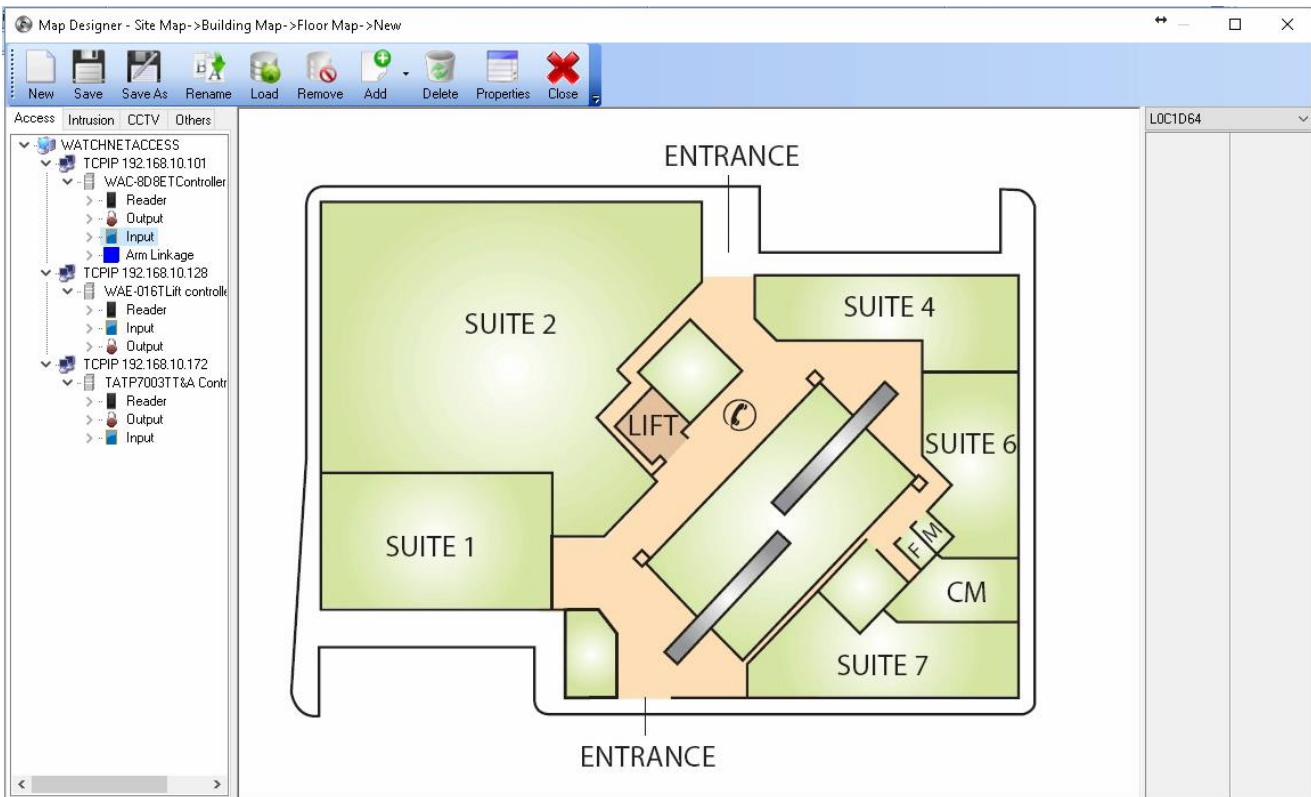 Map Designer - Site Map->Building Map->Floor Map->New
New Save Save As Rename Load Remove Add Delete Properties Close
Access Intrusion CCTV Others
L0C1D64
WATCHNETACCESS
TCPIP 192.168.10.101
WAC-8D8ETController
Reader
Output
Input
Arm Linkage
TCPIP 192.168.10.128
WAE-016TLift controlle
Reader
Input
Output
TCPIP 192.168.10.172
TATP7003TT&A Contr
Reader
Output
Input
ENTRANCE
SUITE 2
SUITE 4
LIFT
SUITE 6
SUITE 1
F M
CM
SUITE 7
ENTRANCE